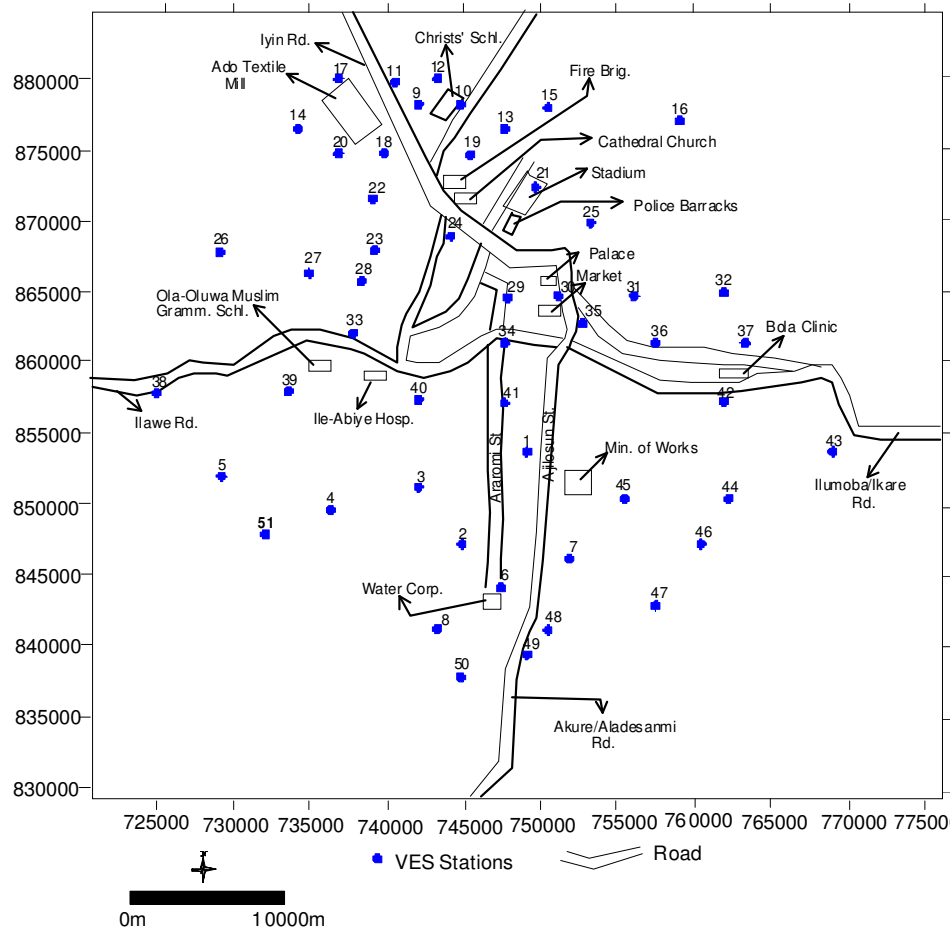 Iyin Rd.
Christs' Schl.
Ado Textile
Mill
17
11
12
Fire Brig.
880000
9
10
15
16
14
13
Cathedral Church
875000
20
18
19
21
Stadium
22
Police Barracks
870000
24
25
26
23
Palace
27
28
Market
865000
Ola-Oluwa Muslim
Gramm. Schl.
29
30
31
32
33
34
35
36
37
Bola Clinic
860000
38
39
40
41
42
Ilawe Rd.
Ile-Abiye Hosp.
855000
Araromi St
Ajilosun St.
1
Min. of Works
43
5
3
45
44
Ilumoba/Ikare
Rd.
850000
4
51
2
7
46
845000
6
Water Corp.
47
8
48
840000
49
50
835000
Akure/Aladesanmi
Rd.
830000
725000 730000 735000 740000 745000 750000 755000 760000 765000 770000 77500
VES Stations
Road
0m 10000m